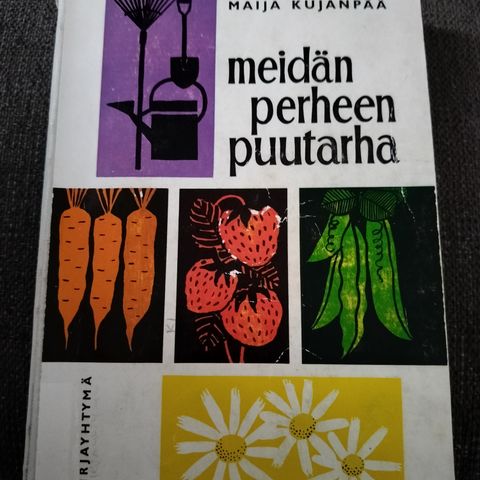 MAIJA KUJANPÄÄ
meidän
perheen
puutarha
RJAYHTYMÄ